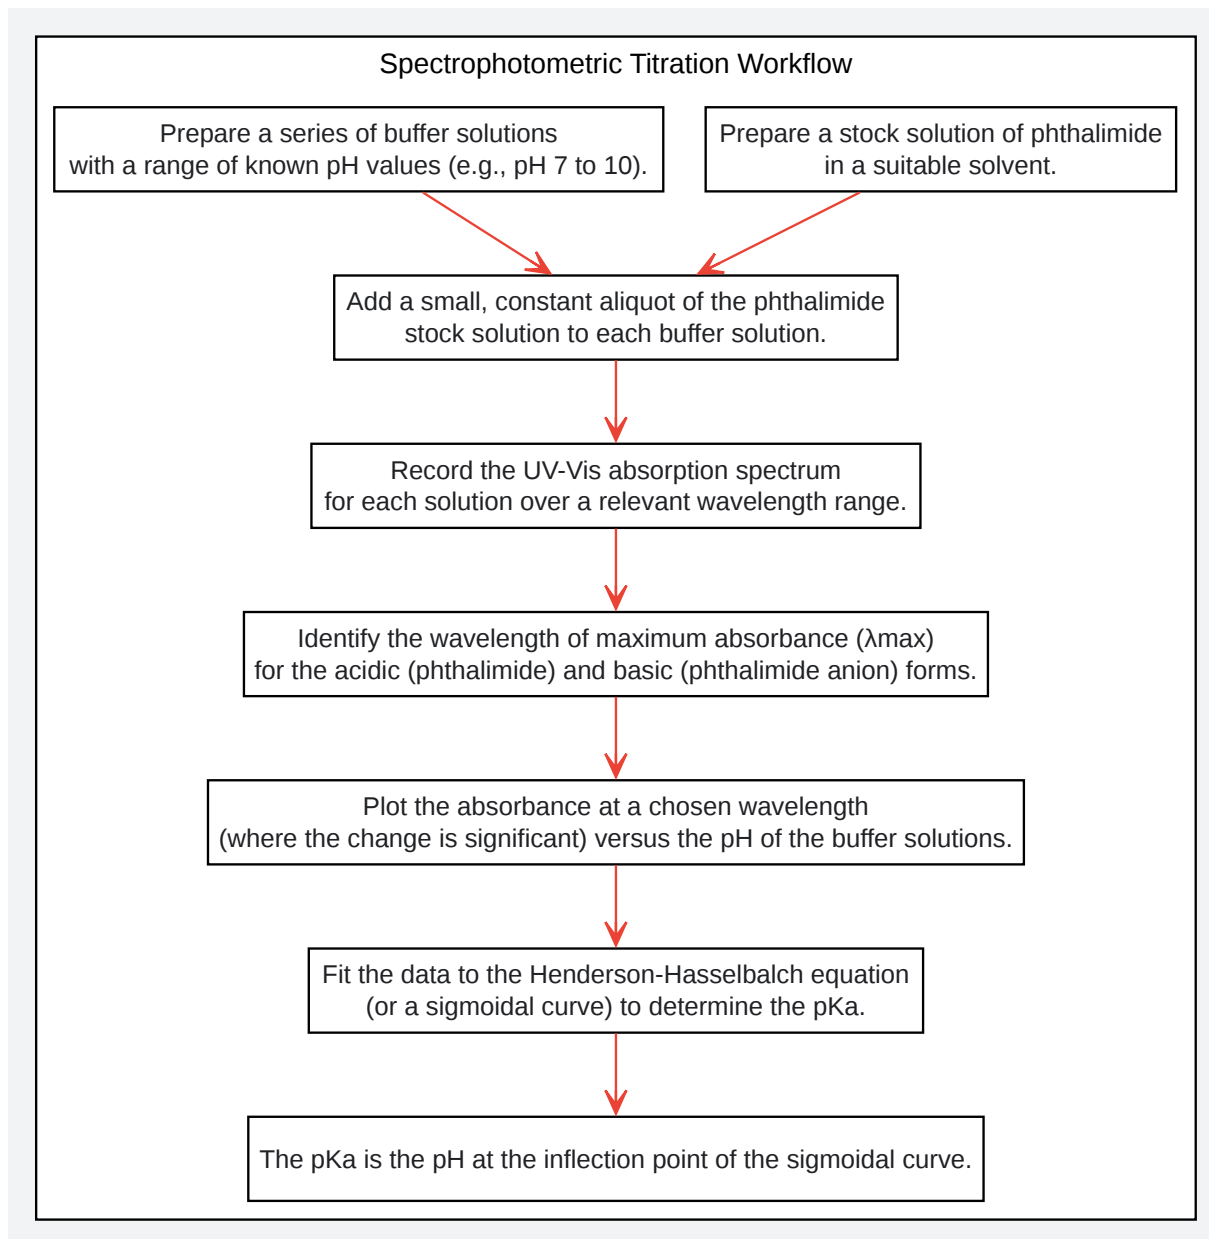 Spectrophotometric Titration Workflow
Prepare a series of buffer solutions
with a range of known pH values (e.g., pH 7 to 10).
Prepare a stock solution of phthalimide
in a suitable solvent.
Add a small, constant aliquot of the phthalimide
stock solution to each buffer solution.
Record the UV-Vis absorption spectrum
for each solution over a relevant wavelength range.
Identify the wavelength of maximum absorbance (λmax)
for the acidic (phthalimide) and basic (phthalimide anion) forms.
Plot the absorbance at a chosen wavelength
(where the change is significant) versus the pH of the buffer solutions.
Fit the data to the Henderson-Hasselbalch equation
(or a sigmoidal curve) to determine the pKa.
The pKa is the pH at the inflection point of the sigmoidal curve.